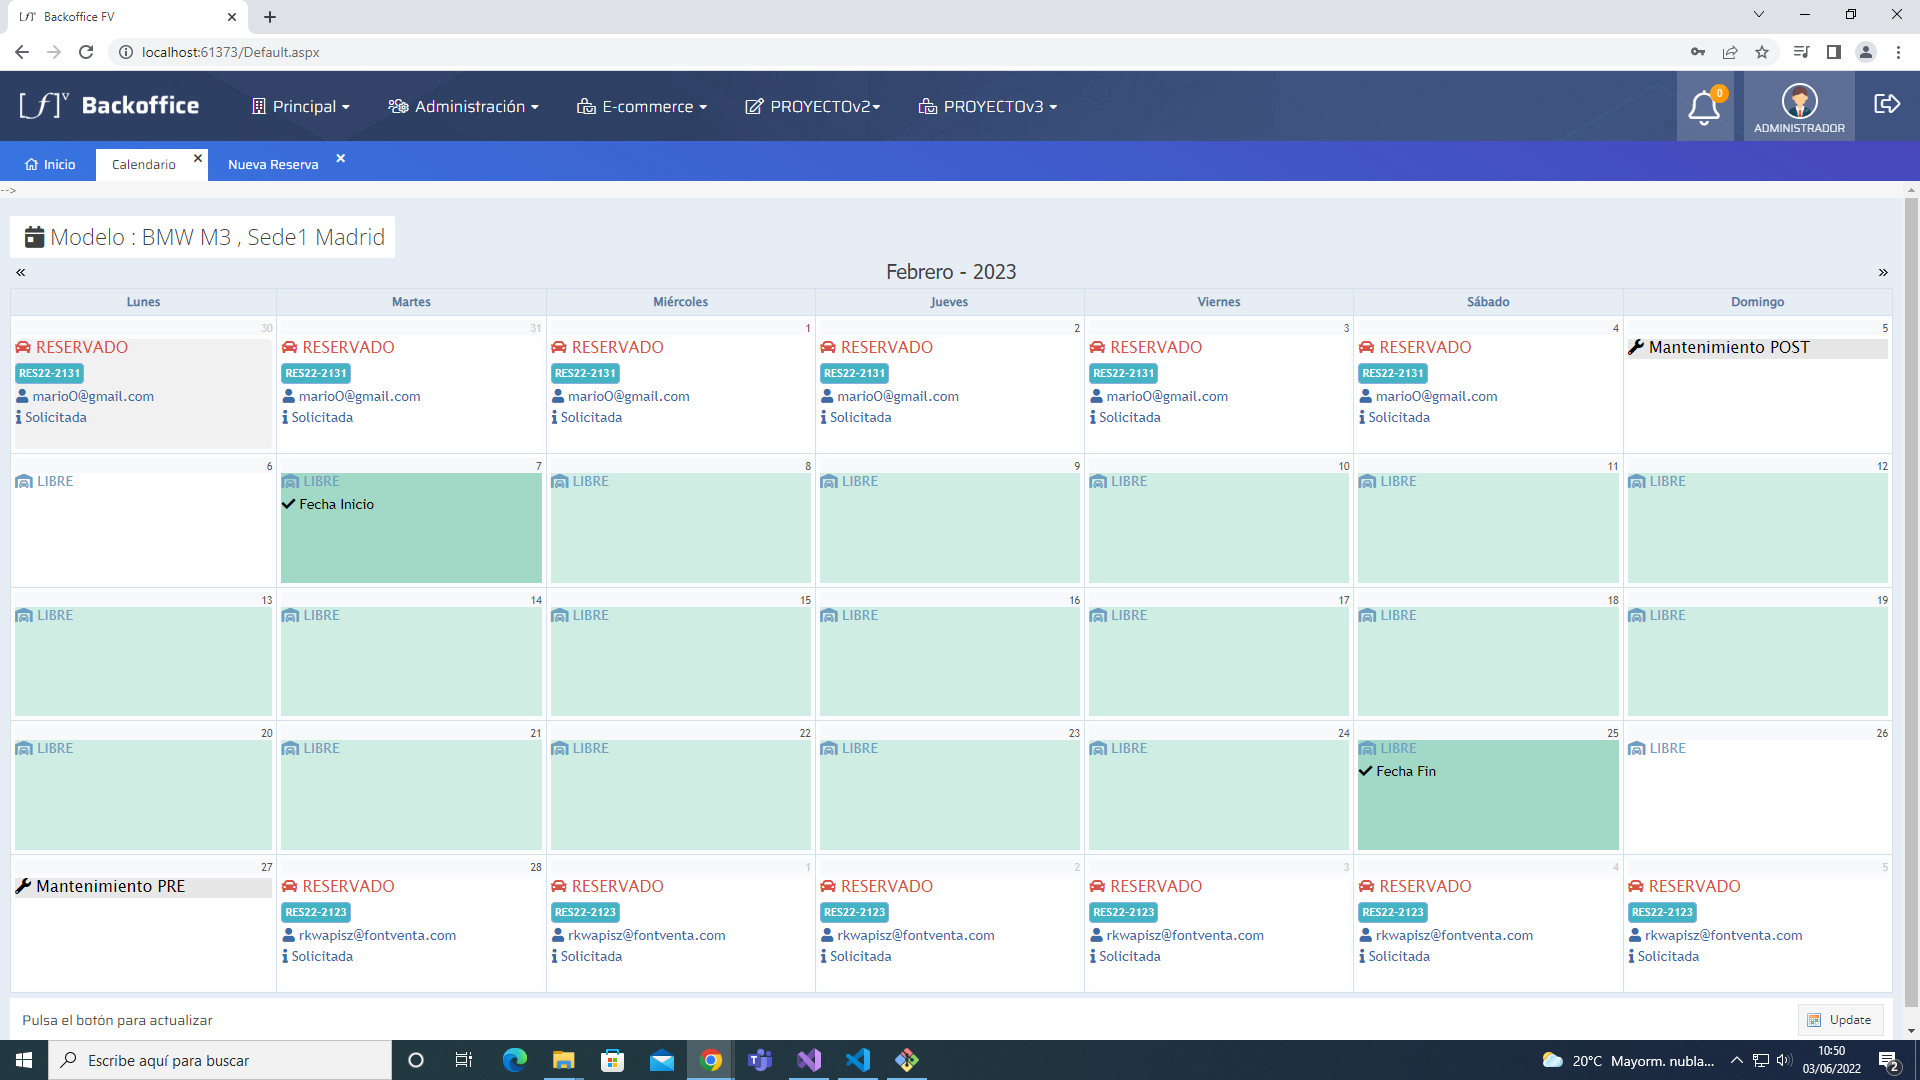 Backoffice FV
localhost:61373/Default.aspx
[ƒ]ᵛ Backoffice Principal Administración E-commerce PROYECTOv2 PROYECTOv3 0 ADMINISTRADOR
Inicio Calendario Nueva Reserva
-->
Modelo : BMW M3 , Sede1 Madrid
« Febrero - 2023 »
Lunes Martes Miércoles Jueves Viernes Sábado Domingo
30 31 1 2 3 4 5
RESERVADO RESERVADO RESERVADO RESERVADO RESERVADO RESERVADO Mantenimiento POST
RES22-2131 RES22-2131 RES22-2131 RES22-2131 RES22-2131 RES22-2131
marioO@gmail.com marioO@gmail.com marioO@gmail.com marioO@gmail.com marioO@gmail.com marioO@gmail.com
Solicitada Solicitada Solicitada Solicitada Solicitada Solicitada
6 7 8 9 10 11 12
LIBRE LIBRE LIBRE LIBRE LIBRE LIBRE LIBRE
Fecha Inicio
13 14 15 16 17 18 19
LIBRE LIBRE LIBRE LIBRE LIBRE LIBRE LIBRE
20 21 22 23 24 25 26
LIBRE LIBRE LIBRE LIBRE LIBRE LIBRE LIBRE
Fecha Fin
27 28 1 2 3 4 5
Mantenimiento PRE RESERVADO RESERVADO RESERVADO RESERVADO RESERVADO RESERVADO
RES22-2123 RES22-2123 RES22-2123 RES22-2123 RES22-2123 RES22-2123
rkwapisz@fontventa.com rkwapisz@fontventa.com rkwapisz@fontventa.com rkwapisz@fontventa.com rkwapisz@fontventa.com rkwapisz@fontventa.com
Solicitada Solicitada Solicitada Solicitada Solicitada Solicitada
Pulsa el botón para actualizar Update
Escribe aquí para buscar 20°C Mayorm. nubla... 10:50
03/06/2022 2